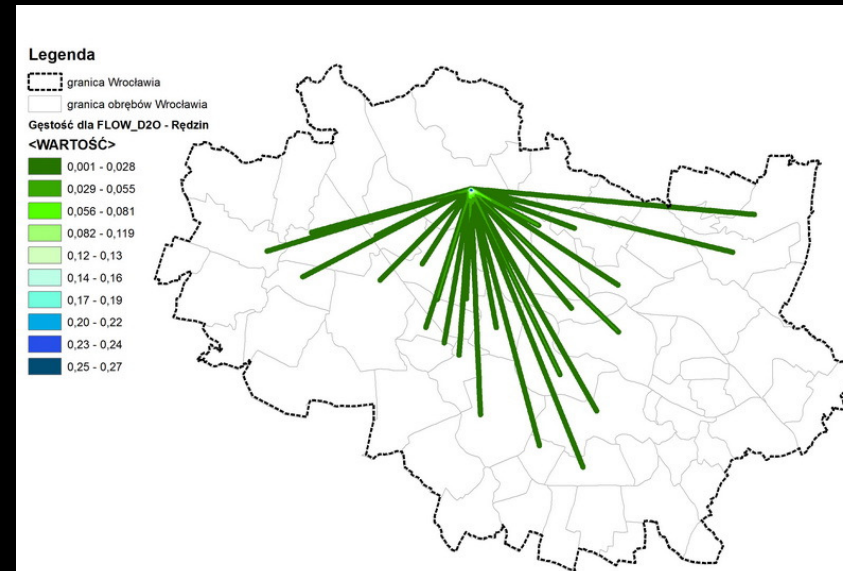 Legenda
granica Wrocławia
granica obrębów Wrocławia
Gęstość dla FLOW_D2O - Rędzin
<WARTOŚĆ>
0,001 - 0,028
0,029 - 0,055
0,056 - 0,081
0,082 - 0,119
0,12 - 0,13
0,14 - 0,16
0,17 - 0,19
0,20 - 0,22
0,23 - 0,24
0,25 - 0,27